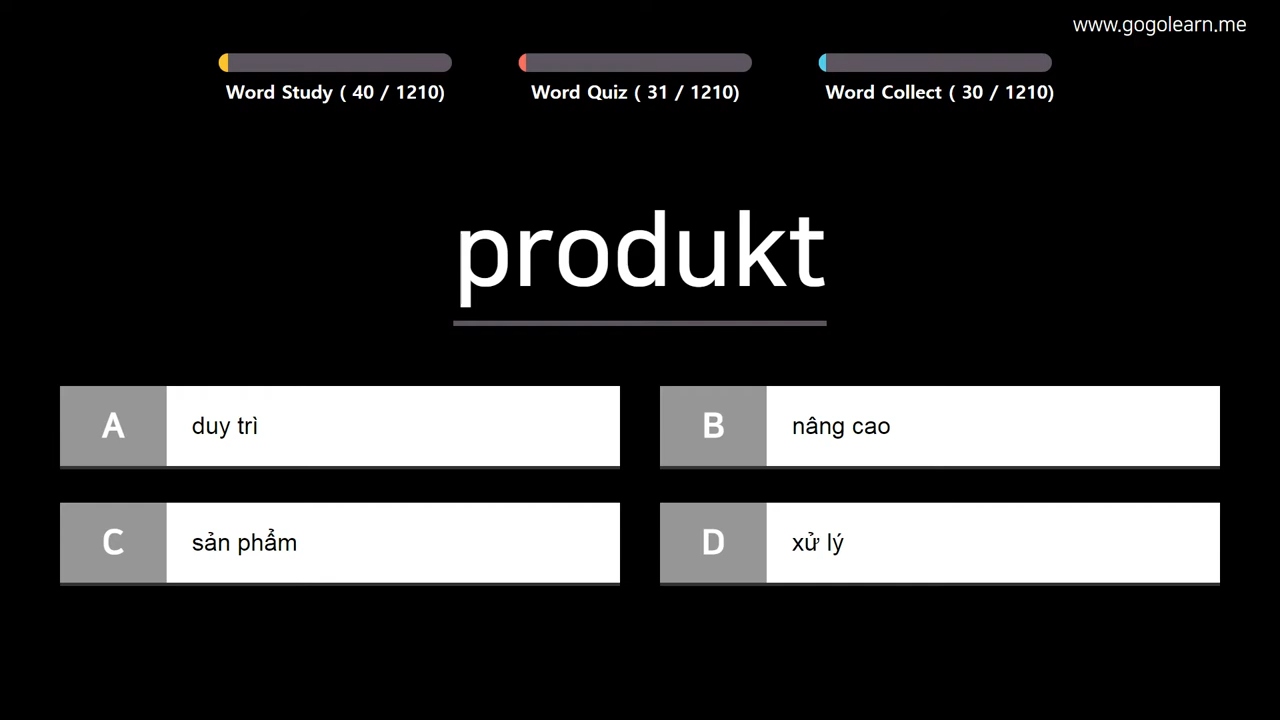 www.gogolearn.me
Word Study ( 40 / 1210)
Word Quiz ( 31 / 1210)
Word Collect ( 30 / 1210)
produkt
A duy trì
B nâng cao
C sản phẩm
D xử lý